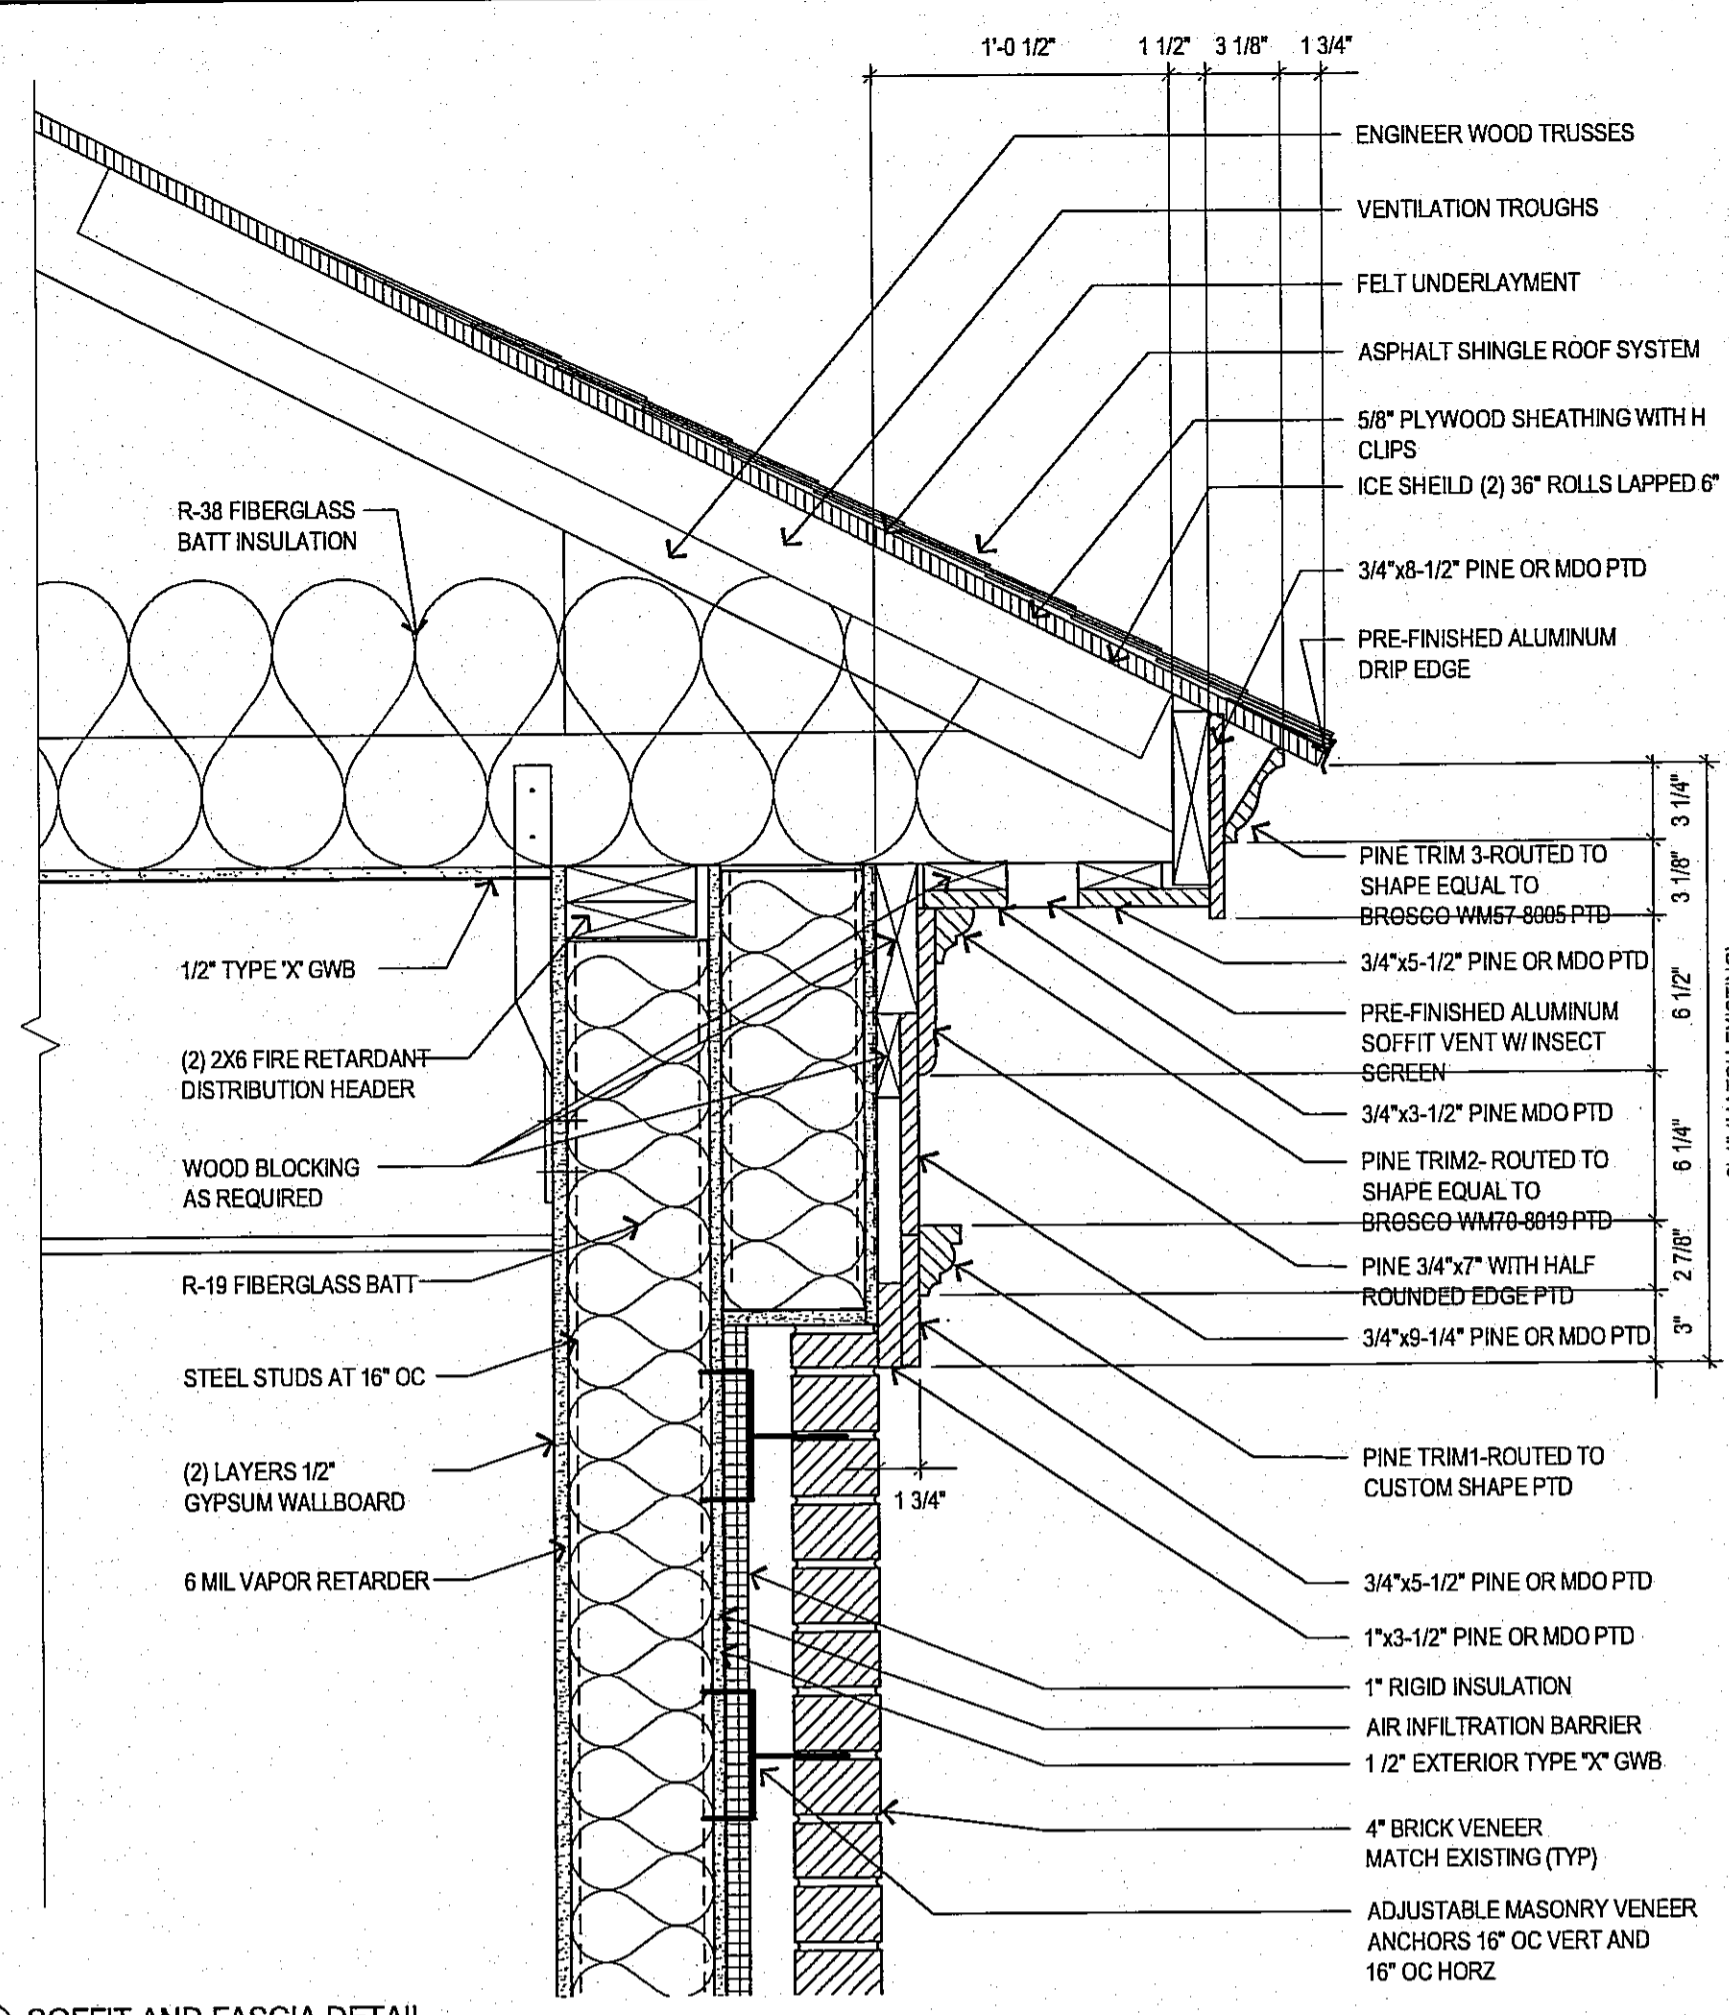 1'-0 1/2" 1 1/2" 3 1/8" 1 3/4"
ENGINEER WOOD TRUSSES
VENTILATION TROUGHS
FELT UNDERLAYMENT
ASPHALT SHINGLE ROOF SYSTEM
5/8" PLYWOOD SHEATHING WITH H
CLIPS
ICE SHEILD (2) 36" ROLLS LAPPED 6"
3/4"x8-1/2" PINE OR MDO PTD
PRE-FINISHED ALUMINUM
DRIP EDGE
PINE TRIM 3-ROUTED TO
SHAPE EQUAL TO
BROSCO WM57-8005 PTD
3/4"x5-1/2" PINE OR MDO PTD
PRE-FINISHED ALUMINUM
SOFFIT VENT W/ INSECT
SCREEN
3/4"x3-1/2" PINE MDO PTD
PINE TRIM2- ROUTED TO
SHAPE EQUAL TO
BROSCO WM70-8019 PTD
PINE 3/4"x7" WITH HALF
ROUNDED EDGE PTD
3/4"x9-1/4" PINE OR MDO PTD
PINE TRIM1-ROUTED TO
CUSTOM SHAPE PTD
3/4"x5-1/2" PINE OR MDO PTD
1"x3-1/2" PINE OR MDO PTD
1" RIGID INSULATION
AIR INFILTRATION BARRIER
1 /2" EXTERIOR TYPE "X" GWB
4" BRICK VENEER
MATCH EXISTING (TYP)
ADJUSTABLE MASONRY VENEER
ANCHORS 16" OC VERT AND
16" OC HORZ
3 1/4"
3 1/8"
6 1/2"
6 1/4"
2 7/8"
3"
1 3/4"
R-38 FIBERGLASS
BATT INSULATION
1/2" TYPE "X" GWB
(2) 2X6 FIRE RETARDANT
DISTRIBUTION HEADER
WOOD BLOCKING
AS REQUIRED
R-19 FIBERGLASS BATT
STEEL STUDS AT 16" OC
(2) LAYERS 1/2"
GYPSUM WALLBOARD
6 MIL VAPOR RETARDER
SOFFIT AND FASCIA DETAIL